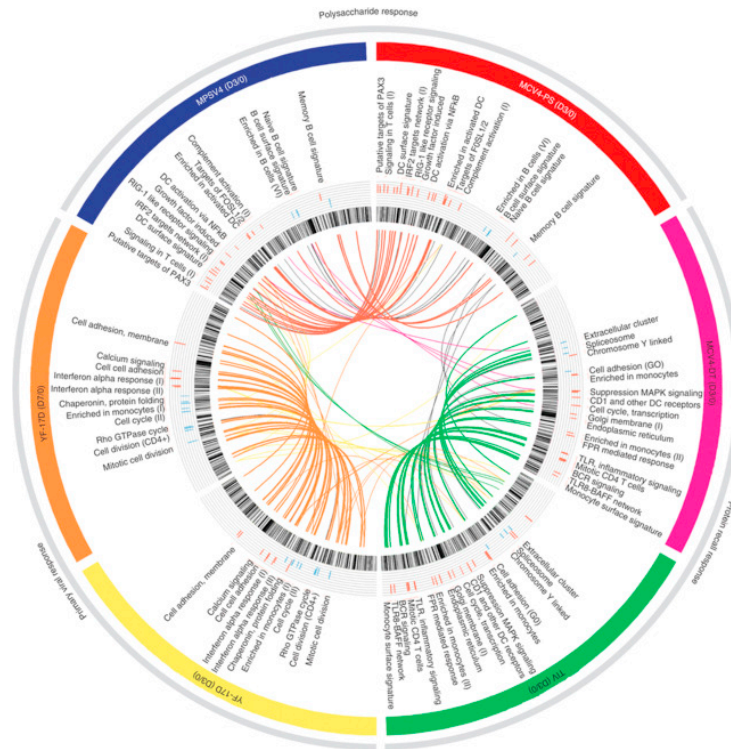 Polysaccharide response
MPSV4 (D3/0)
MCV4-PS (D3/0)
MCV4-DT (D3/0)
TIV (D3/0)
YF-17D (D3/0)
YF-17D (D7/0)
Protein recall response
Primary viral response
Putative targets of PAX3
Signaling in T cells (I)
DC surface signature
IRF2 targets network (I)
RIG-1 like receptor signaling
Growth factor induced
DC activation via NFkB
Enriched in activated DC
Targets of FOSL1/2
Complement activation (I)
Enriched in B cells (VI)
B cell surface signature
Naive B cell signature
Memory B cell signature
Extracellular cluster
Spliceosome
Chromosome Y linked
Cell adhesion (GO)
Enriched in monocytes
Suppression MAPK signaling
CD1 and other DC receptors
Cell cycle, transcription
Golgi membrane (I)
Endoplasmic reticulum
Enriched in monocytes (II)
FPR mediated response
TLR, inflammatory signaling
Mitotic CD4 T cells
BCR signaling
TLR8-BAFF network
Monocyte surface signature
Extracellular cluster
Spliceosome
Chromosome Y linked
Cell adhesion (GO)
Enriched in monocytes
Suppression MAPK signaling
CD1 and other DC receptors
Cell cycle, transcription
Golgi membrane (I)
Endoplasmic reticulum
Enriched in monocytes (II)
FPR mediated response
TLR, inflammatory signaling
Mitotic CD4 T cells
BCR signaling
TLR8-BAFF network
Monocyte surface signature
Mitotic cell division
Cell division (CD4+)
Rho GTPase cycle
Cell cycle (II)
Enriched in monocytes (I)
Chaperonin, protein folding
Interferon alpha response (II)
Interferon alpha response (I)
Cell cell adhesion
Calcium signaling
Cell adhesion, membrane
Mitotic cell division
Cell division (CD4+)
Rho GTPase cycle
Cell cycle (II)
Enriched in monocytes (I)
Chaperonin, protein folding
Interferon alpha response (II)
Interferon alpha response (I)
Cell cell adhesion
Calcium signaling
Cell adhesion, membrane
Putative targets of PAX3
Signaling in T cells (I)
DC surface signature
IRF2 targets network (I)
RIG-1 like receptor signaling
Growth factor induced
DC activation via NFkB
Enriched in activated DC
Targets of FOSL1/2
Complement activation (I)
Enriched in B cells (VI)
B cell surface signature
Naive B cell signature
Memory B cell signature